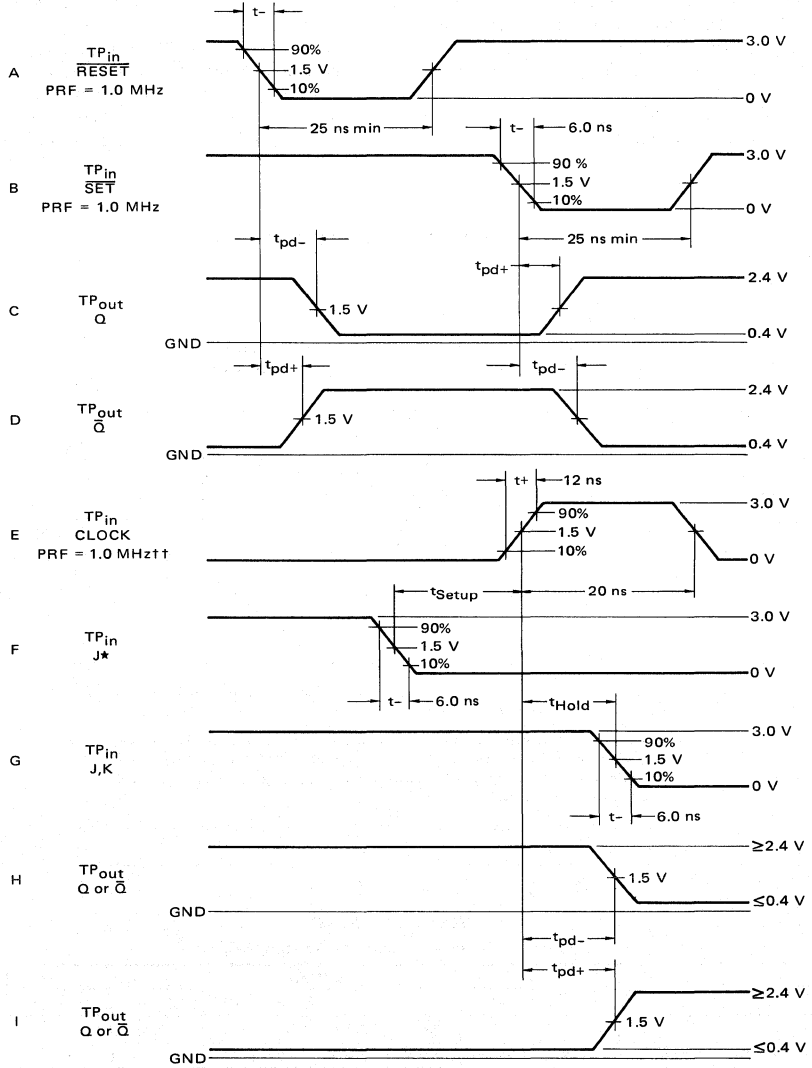 t−
A
TPin
RESET
PRF = 1.0 MHz
90%
1.5 V
10%
3.0 V
0 V
25 ns min
t−
6.0 ns
B
TPin
SET
PRF = 1.0 MHz
90 %
1.5 V
10%
3.0 V
0 V
25 ns min
tpd−
tpd+
C
TPout
Q
1.5 V
2.4 V
0.4 V
GND
tpd+
tpd−
D
TPout
Q̅
1.5 V
2.4 V
0.4 V
GND
t+
12 ns
E
TPin
CLOCK
PRF = 1.0 MHz††
90%
1.5 V
10%
3.0 V
0 V
tSetup
20 ns
F
TPin
J★
90%
1.5 V
10%
3.0 V
0 V
t−
6.0 ns
tHold
G
TPin
J,K
90%
1.5 V
10%
3.0 V
0 V
t−
6.0 ns
H
TPout
Q or Q̅
1.5 V
≥2.4 V
≤0.4 V
GND
tpd−
tpd+
I
TPout
Q or Q̅
1.5 V
≥2.4 V
≤0.4 V
GND